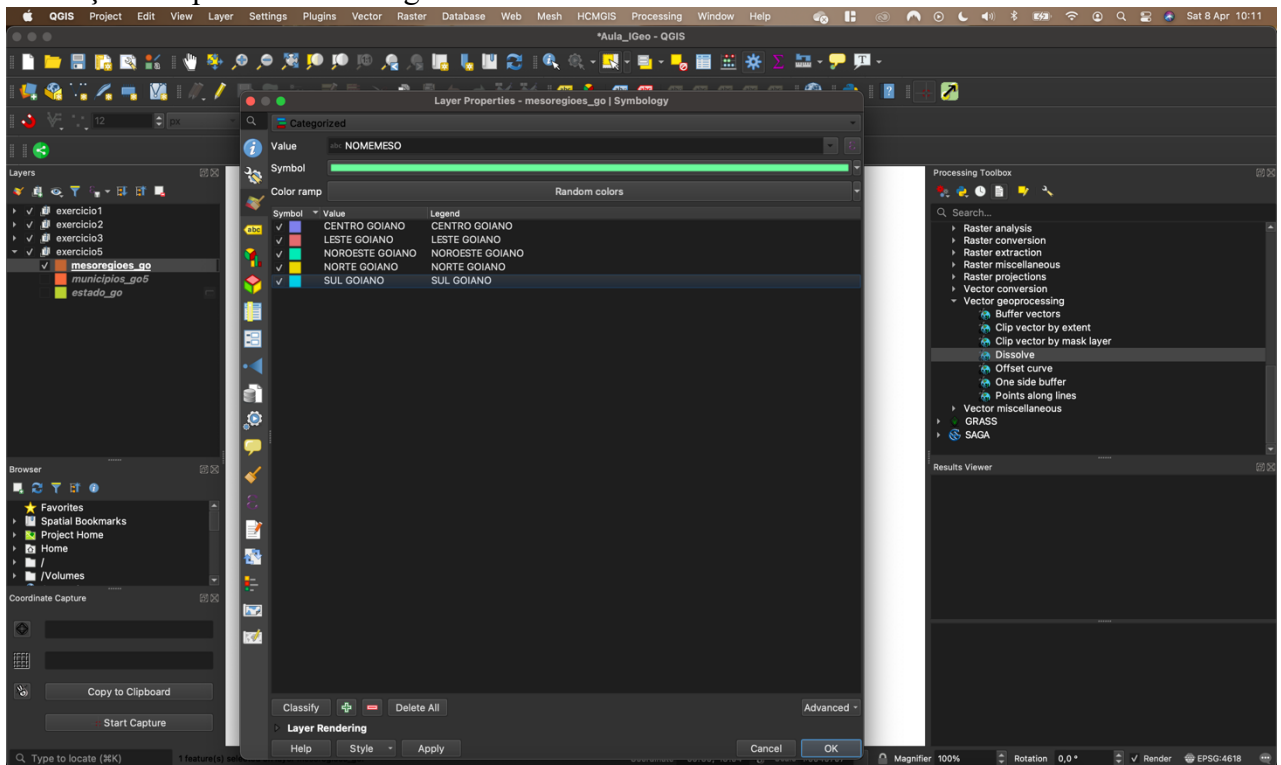 QGIS Project Edit View Layer Settings Plugins Vector Raster Database Web Mesh HCMGIS Processing Window Help Sat 8 Apr 10:11
*Aula_IGeo - QGIS
12 px
Layer Properties - mesoregioes_go | Symbology
Categorized
Value abc NOMEMESO
Symbol
Color ramp Random colors
Symbol Value Legend
CENTRO GOIANO CENTRO GOIANO
LESTE GOIANO LESTE GOIANO
NOROESTE GOIANO NOROESTE GOIANO
NORTE GOIANO NORTE GOIANO
SUL GOIANO SUL GOIANO
Classify Delete All Advanced
Layer Rendering
Help Style Apply Cancel OK
Layers
exercicio1
exercicio2
exercicio3
exercicio5
mesoregioes_go
municipios_go5
estado_go
Browser
Favorites
Spatial Bookmarks
Project Home
Home
/
/Volumes
Coordinate Capture
Copy to Clipboard
Start Capture
Processing Toolbox
Search...
Raster analysis
Raster conversion
Raster extraction
Raster miscellaneous
Raster projections
Vector conversion
Vector geoprocessing
Buffer vectors
Clip vector by extent
Clip vector by mask layer
Dissolve
Offset curve
One side buffer
Points along lines
Vector miscellaneous
GRASS
SAGA
Results Viewer
Type to locate (⌘K) 1 feature(s) Magnifier 100% Rotation 0,0 ° Render EPSG:4618